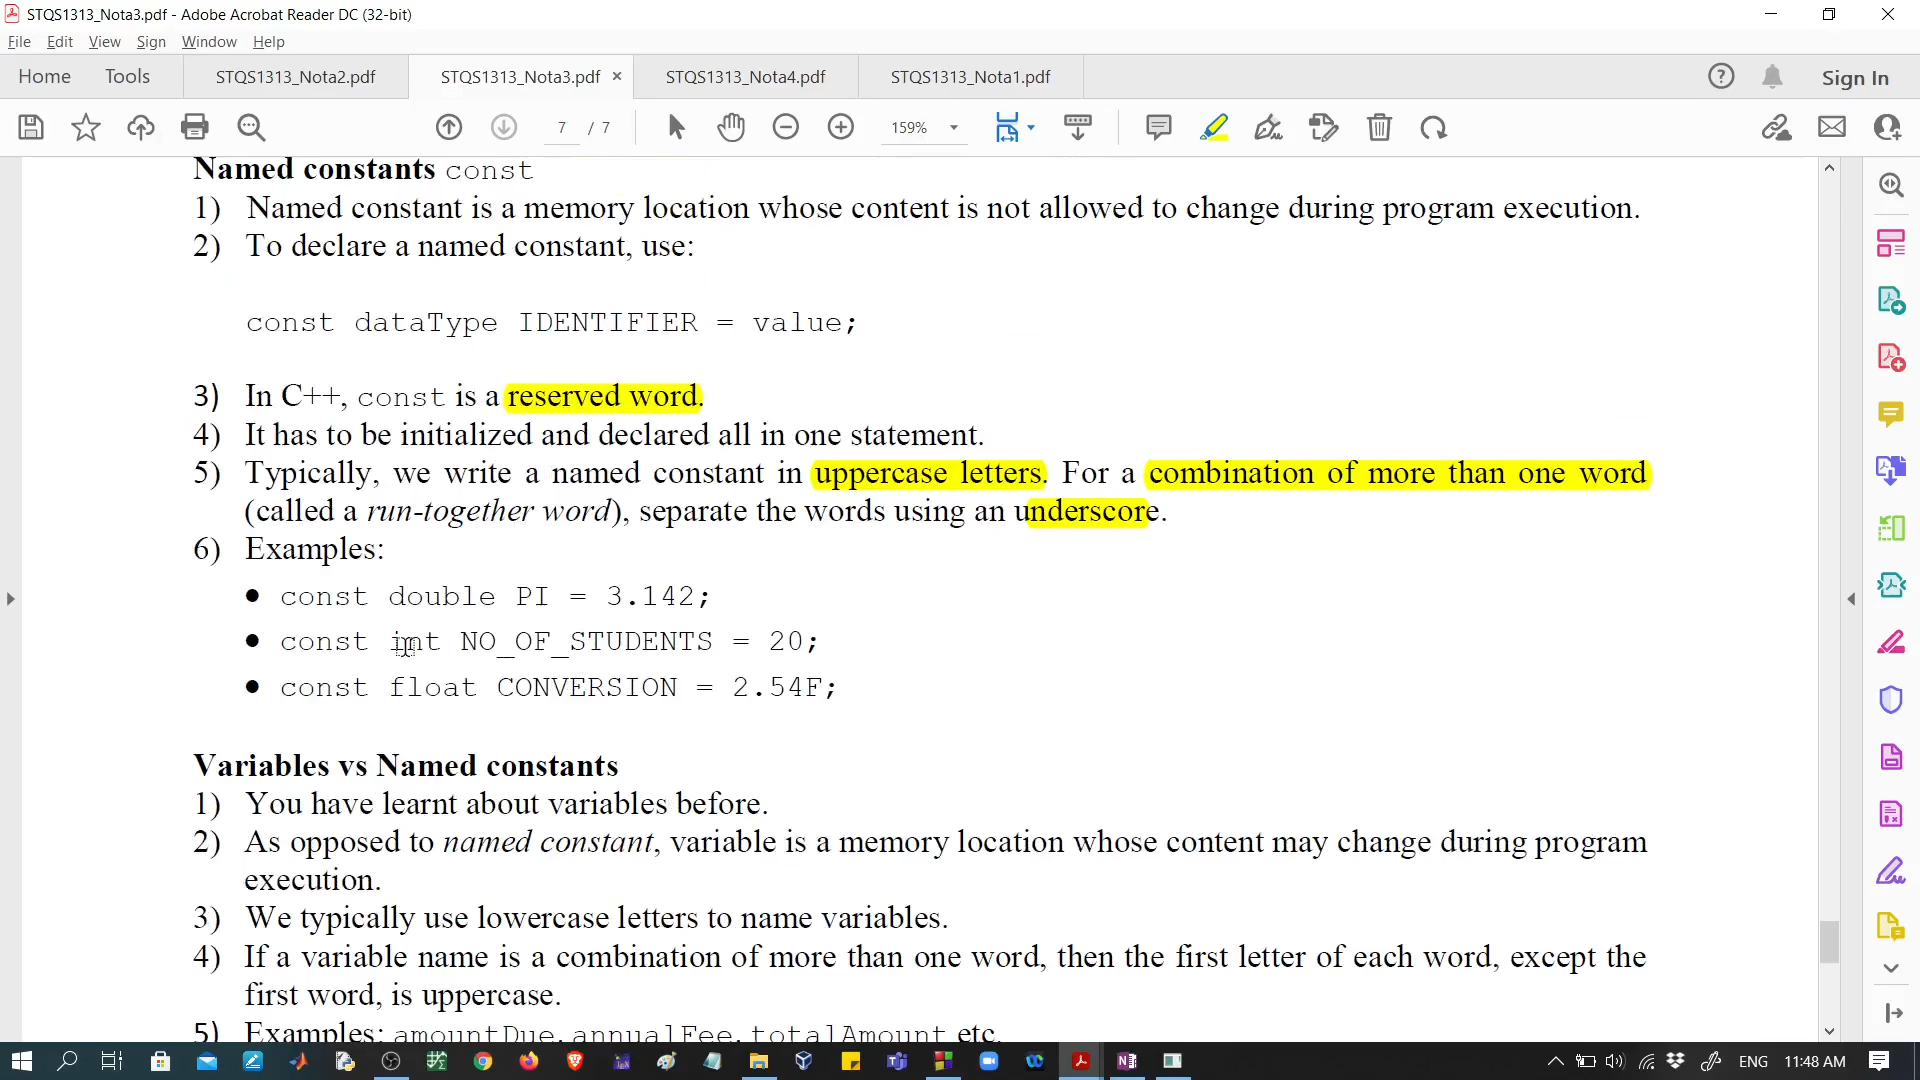 STQS1313_Nota3.pdf - Adobe Acrobat Reader DC (32-bit)
File Edit View Sign Window Help
Home Tools STQS1313_Nota2.pdf STQS1313_Nota3.pdf × STQS1313_Nota4.pdf STQS1313_Nota1.pdf Sign In
7 / 7 159%
Named constants const
1) Named constant is a memory location whose content is not allowed to change during program execution.
2) To declare a named constant, use:
const dataType IDENTIFIER = value;
3) In C++, const is a reserved word.
4) It has to be initialized and declared all in one statement.
5) Typically, we write a named constant in uppercase letters. For a combination of more than one word
(called a run-together word), separate the words using an underscore.
6) Examples:
● const double PI = 3.142;
● const int NO_OF_STUDENTS = 20;
● const float CONVERSION = 2.54F;
Variables vs Named constants
1) You have learnt about variables before.
2) As opposed to named constant, variable is a memory location whose content may change during program
execution.
3) We typically use lowercase letters to name variables.
4) If a variable name is a combination of more than one word, then the first letter of each word, except the
first word, is uppercase.
5) Examples: amountDue, annualFee, totalAmount etc.
ENG 11:48 AM